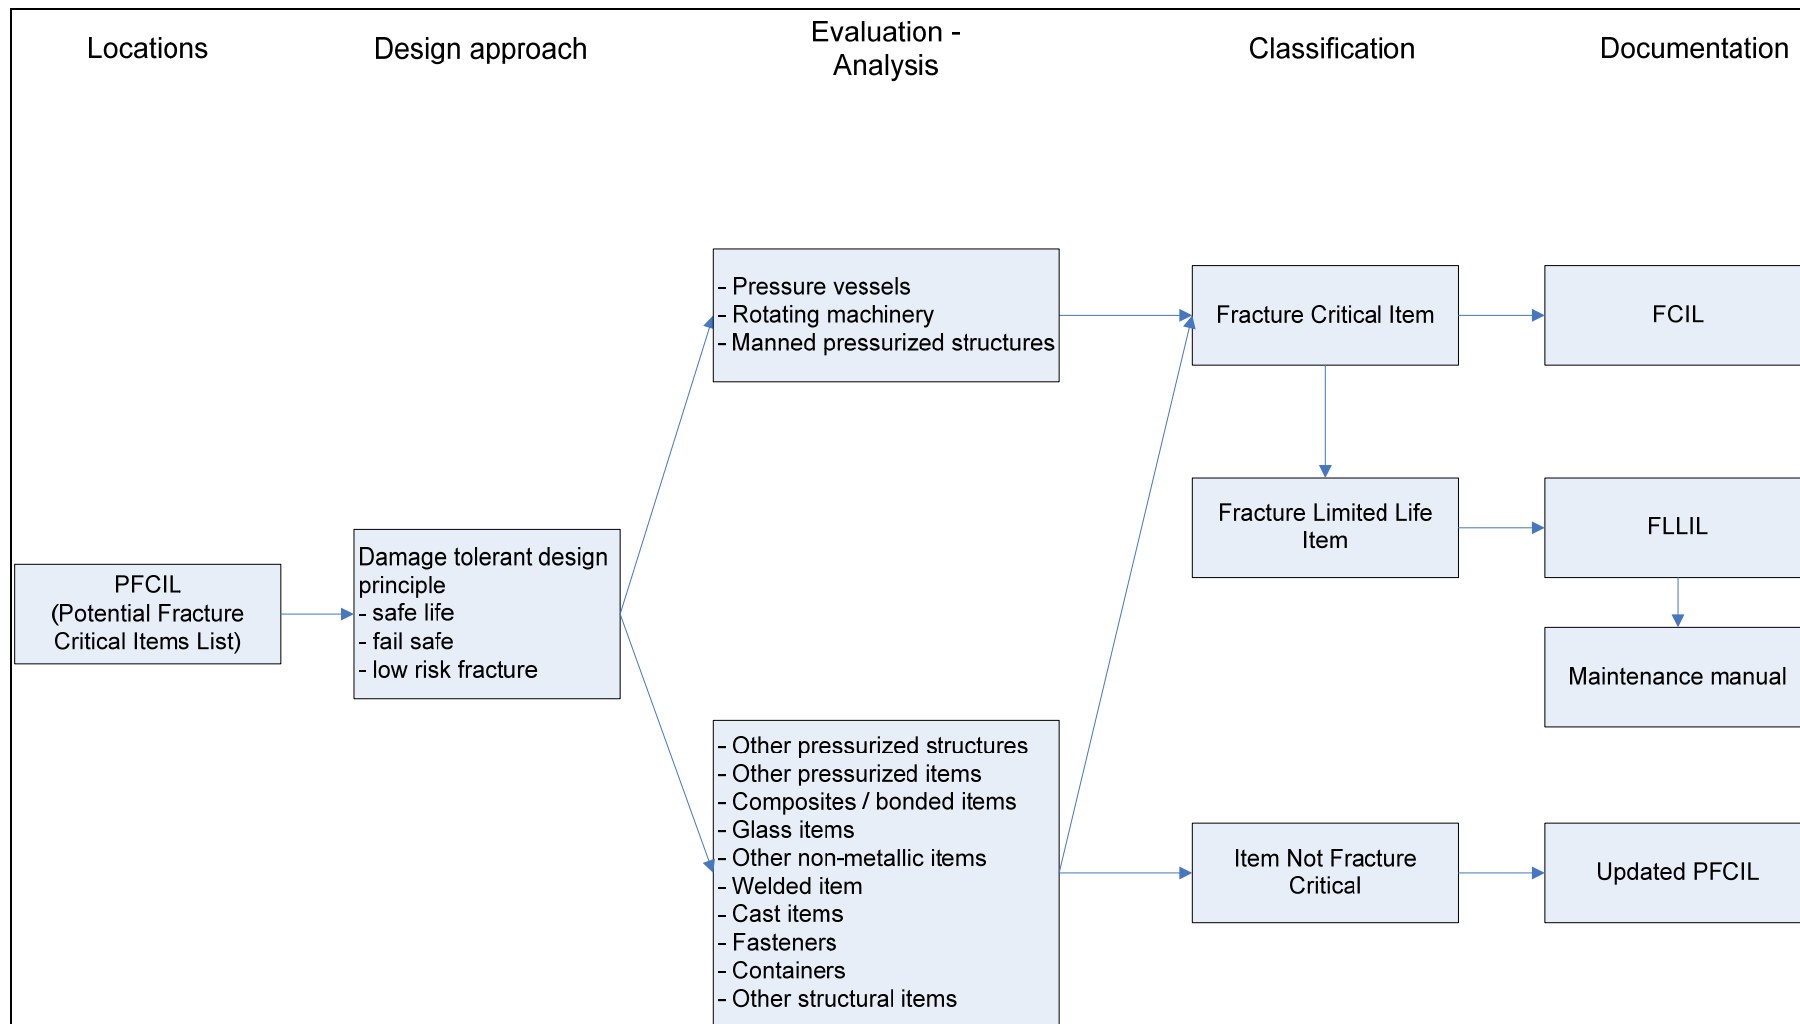 Locations
Design approach
Evaluation -
Analysis
Classification
Documentation
PFCIL
(Potential Fracture
Critical Items List)
Damage tolerant design
principle
- safe life
- fail safe
- low risk fracture
- Pressure vessels
- Rotating machinery
- Manned pressurized structures
- Other pressurized structures
- Other pressurized items
- Composites / bonded items
- Glass items
- Other non-metallic items
- Welded item
- Cast items
- Fasteners
- Containers
- Other structural items
Fracture Critical Item
Fracture Limited Life
Item
Item Not Fracture
Critical
FCIL
FLLIL
Maintenance manual
Updated PFCIL